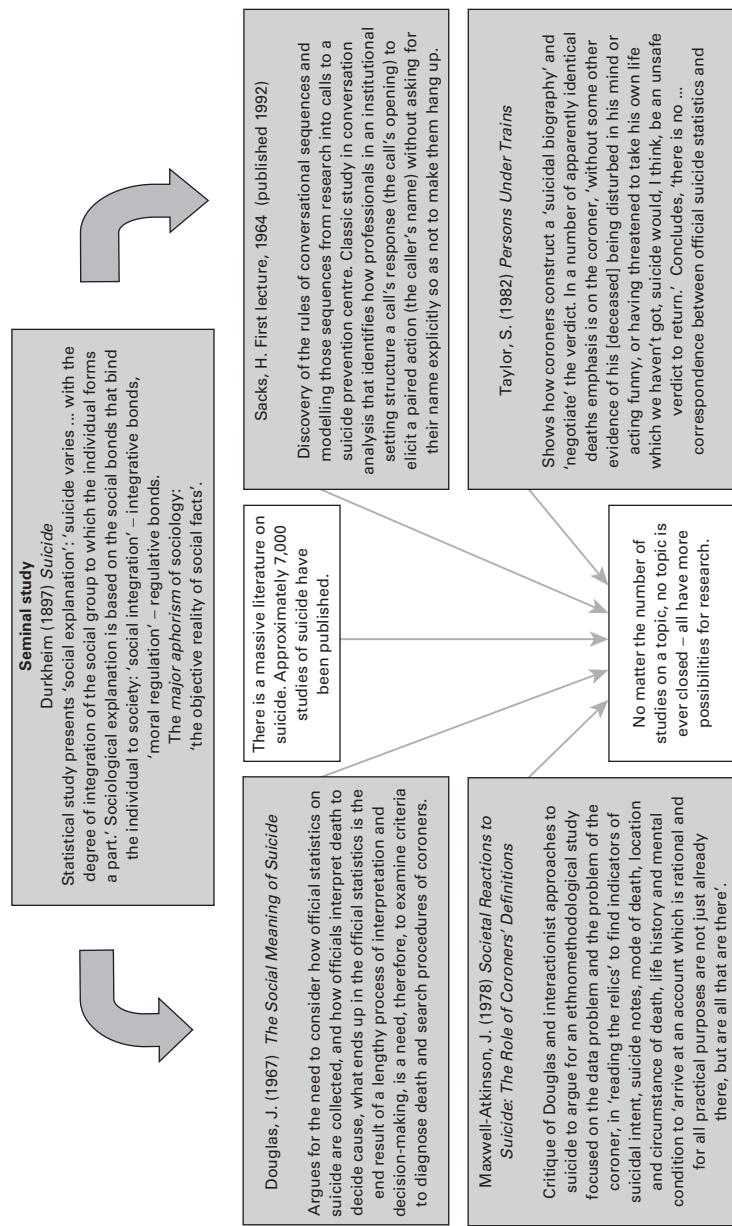 Seminal study
Durkheim (1897) Suicide
Statistical study presents ‘social explanation’: ‘suicide varies ... with the
degree of integration of the social group to which the individual forms
a part.’ Sociological explanation is based on the social bonds that bind
the individual to society: ‘social integration’ – integrative bonds,
‘moral regulation’ – regulative bonds.
The major aphorism of sociology:
‘the objective reality of social facts’.
Douglas, J. (1967) The Social Meaning of Suicide
Argues for the need to consider how official statistics on
suicide are collected, and how officials interpret death to
decide cause, what ends up in the official statistics is the
end result of a lengthy process of interpretation and
decision-making, is a need, therefore, to examine criteria
to diagnose death and search procedures of coroners.
There is a massive literature on
suicide. Approximately 7,000
studies of suicide have
been published.
Sacks, H. First lecture, 1964 (published 1992)
Discovery of the rules of conversational sequences and
modelling those sequences from research into calls to a
suicide prevention centre. Classic study in conversation
analysis that identifies how professionals in an institutional
setting structure a call’s response (the call’s opening) to
elicit a paired action (the caller’s name) without asking for
their name explicitly so as not to make them hang up.
Maxwell-Atkinson, J. (1978) Societal Reactions to
Suicide: The Role of Coroners’ Definitions
Critique of Douglas and interactionist approaches to
suicide to argue for an ethnomethodological study
focused on the data problem and the problem of the
coroner, in ‘reading the relics’ to find indicators of
suicidal intent, suicide notes, mode of death, location
and circumstance of death, life history and mental
condition to ‘arrive at an account which is rational and
for all practical purposes are not just already
there, but are all that are there’.
No matter the number of
studies on a topic, no topic is
ever closed – all have more
possibilities for research.
Taylor, S. (1982) Persons Under Trains
Shows how coroners construct a ‘suicidal biography’ and
‘negotiate’ the verdict. In a number of apparently identical
deaths emphasis is on the coroner, ‘without some other
evidence of his [deceased] being disturbed in his mind or
acting funny, or having threatened to take his own life
which we haven’t got, suicide would, I think, be an unsafe
verdict to return.’ Concludes, ‘there is no ...
correspondence between official suicide statistics and